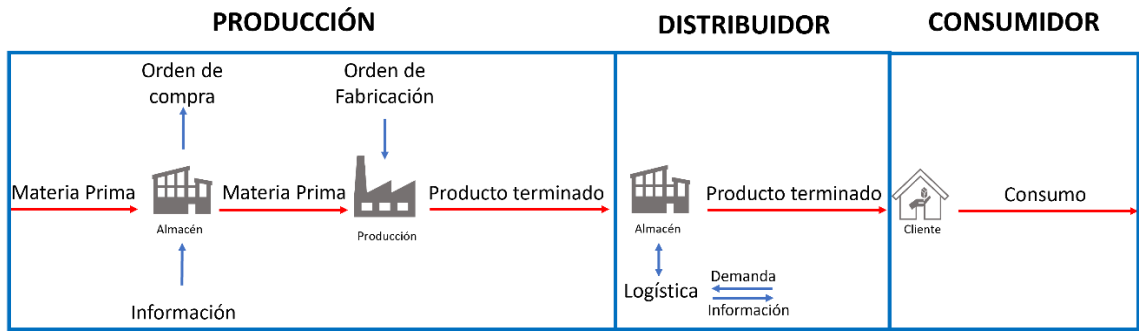 PRODUCCIÓN
DISTRIBUIDOR
CONSUMIDOR
Orden de
compra
Orden de
Fabricación
Materia Prima
Materia Prima
Producto terminado
Producto terminado
Consumo
Almacén
Producción
Almacén
Cliente
Información
Logística
Demanda
Información